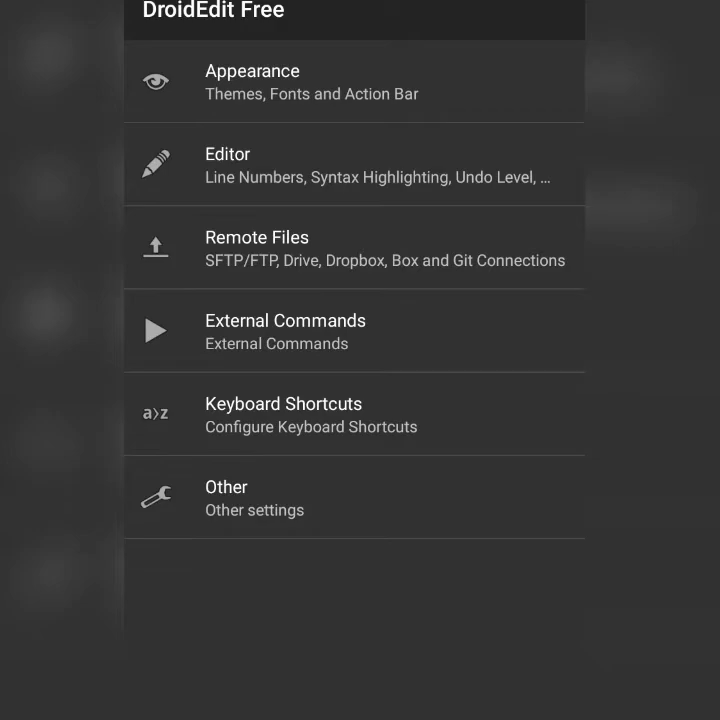 DroidEdit Free
Appearance
Themes, Fonts and Action Bar
Editor
Line Numbers, Syntax Highlighting, Undo Level, ...
Remote Files
SFTP/FTP, Drive, Dropbox, Box and Git Connections
External Commands
External Commands
a›z
Keyboard Shortcuts
Configure Keyboard Shortcuts
Other
Other settings